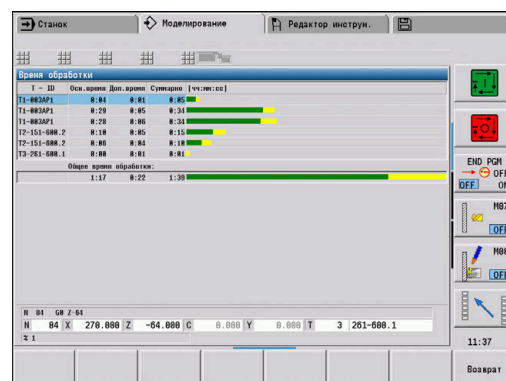 Станок Моделирование Редактор инструм.
Время обработки
T - ID Осн.время Доп.время Суммарно [чч:мм:сс]
T1-003AP1 0:04 0:01 0:05
T1-003AP1 0:29 0:05 0:34
T1-003AP1 0:28 0:06 0:34
T2-151-600.2 0:10 0:05 0:15
T2-151-600.2 0:06 0:04 0:10
T3-261-600.1 0:00 0:01 0:01
Общее время обработки:
1:17 0:22 1:39
END PGM
OFF
OFF ON
M07
OFF
M08
OFF
N 84 G0 Z-64
N 84 X 270.000 Z -64.000 C 0.000 Y 0.000 T 3 261-600.1
% 1
11:37
Возврат